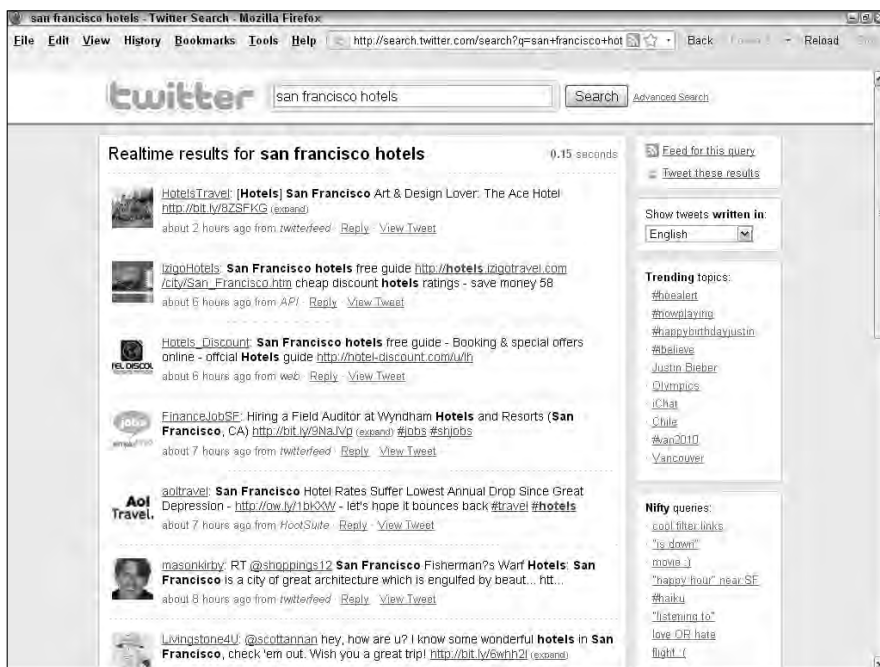 san francisco hotels - Twitter Search - Mozilla Firefox
File Edit View History Bookmarks Tools Help http://search.twitter.com/search?q=san+francisco+hot Back Reload
twitter san francisco hotels Search Advanced Search
Realtime results for san francisco hotels 0.15 seconds
HotelsTravel: [Hotels] San Francisco Art & Design Lover: The Ace Hotel
http://bit.ly/8ZSFKG (expand)
about 2 hours ago from twitterfeed · Reply · View Tweet
IzigoHotels: San Francisco hotels free guide http://hotels.izigotravel.com
/city/San_Francisco.htm cheap discount hotels ratings - save money 58
about 6 hours ago from API · Reply · View Tweet
Hotels_Discount: San Francisco hotels free guide - Booking & special offers
online - offcial Hotels guide http://hotel-discount.com/u/lh
about 6 hours ago from web · Reply · View Tweet
FinanceJobSF: Hiring a Field Auditor at Wyndham Hotels and Resorts (San
Francisco, CA) http://bit.ly/9NaJVp (expand) #jobs #shjobs
about 7 hours ago from twitterfeed · Reply · View Tweet
jobs
Aol
Travel.
aoltravel: San Francisco Hotel Rates Suffer Lowest Annual Drop Since Great
Depression - http://ow.ly/1bKXW - let's hope it bounces back #travel #hotels
about 7 hours ago from HootSuite · Reply · View Tweet
masonkirby: RT @shoppings12 San Francisco Fisherman?s Warf Hotels: San
Francisco is a city of great architecture which is engulfed by beaut... htt...
about 8 hours ago from twitterfeed · Reply · View Tweet
Livingstone4U: @scottannan hey, how are u? I know some wonderful hotels in San
Francisco, check 'em out. Wish you a great trip! http://bit.ly/6whh2I (expand)
Feed for this query
Tweet these results
Show tweets written in:
English
Trending topics:
#hoealert
#nowplaying
#happybirthdayjustin
#ibelieve
Justin Bieber
Olympics
iChat
Chile
#van2010
Vancouver
Nifty queries:
cool filter links
"is down"
movie :)
"happy hour" near SF
#haiku
"listening to"
love OR hate
flight :(